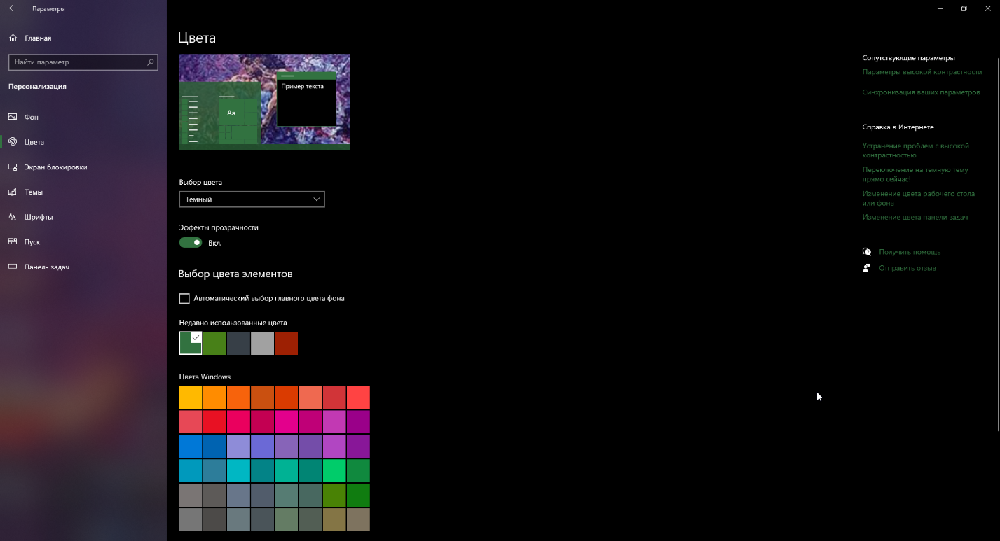 Параметры
Главная
Найти параметр
Персонализация
Фон
Цвета
Экран блокировки
Темы
Шрифты
Пуск
Панель задач
Цвета
Пример текста
Aa
Выбор цвета
Темный
Эффекты прозрачности
Вкл.
Выбор цвета элементов
Автоматический выбор главного цвета фона
Недавно использованные цвета
Цвета Windows
Сопутствующие параметры
Параметры высокой контрастности
Синхронизация ваших параметров
Справка в Интернете
Устранение проблем с высокой
контрастностью
Переключение на темную тему
прямо сейчас!
Изменение цвета рабочего стола
или фона
Изменение цвета панели задач
Получить помощь
Отправить отзыв